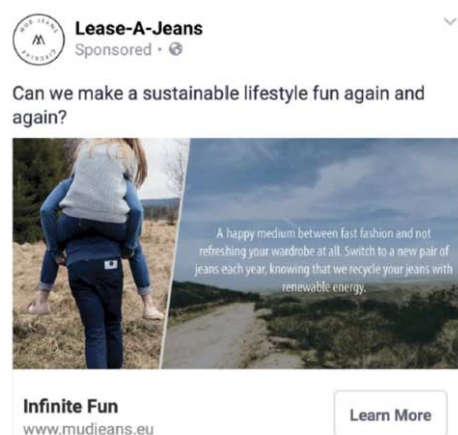 MUD JEANS
Lease-A-Jeans
Sponsored ·
Can we make a sustainable lifestyle fun again and
again?
A happy medium between fast fashion and not
refreshing your wardrobe at all. Switch to a new pair of
jeans each year, knowing that we recycle your jeans with
renewable energy.
Infinite Fun
www.mudjeans.eu
Learn More